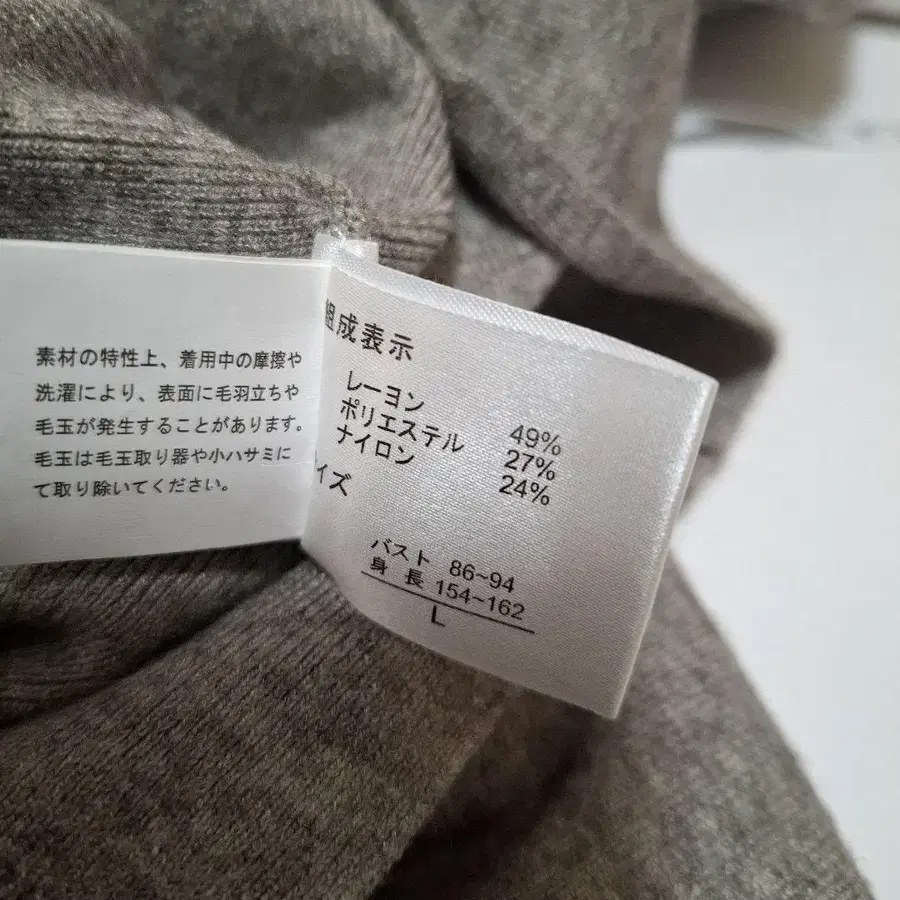 素材の特性上、着用中の摩擦や
洗濯により、表面に毛羽立ちや
毛玉が発生することがあります。
毛玉は毛玉取り器や小ハサミに
て取り除いてください。
組成表示
レーヨン 49%
ポリエステル 27%
ナイロン 24%
イズ
バスト 86~94
身長 154~162
L